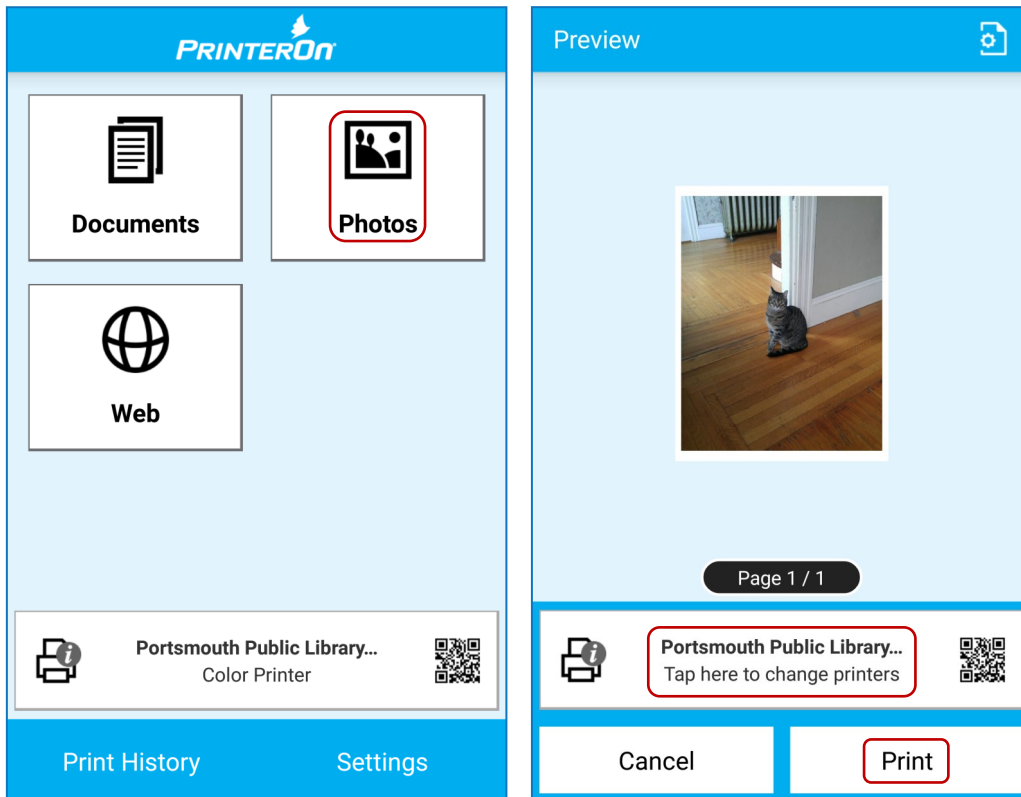 PRINTERON
Documents
Photos
Web
Portsmouth Public Library...
Color Printer
Print History
Settings
Preview
Page 1 / 1
Portsmouth Public Library...
Tap here to change printers
Cancel
Print